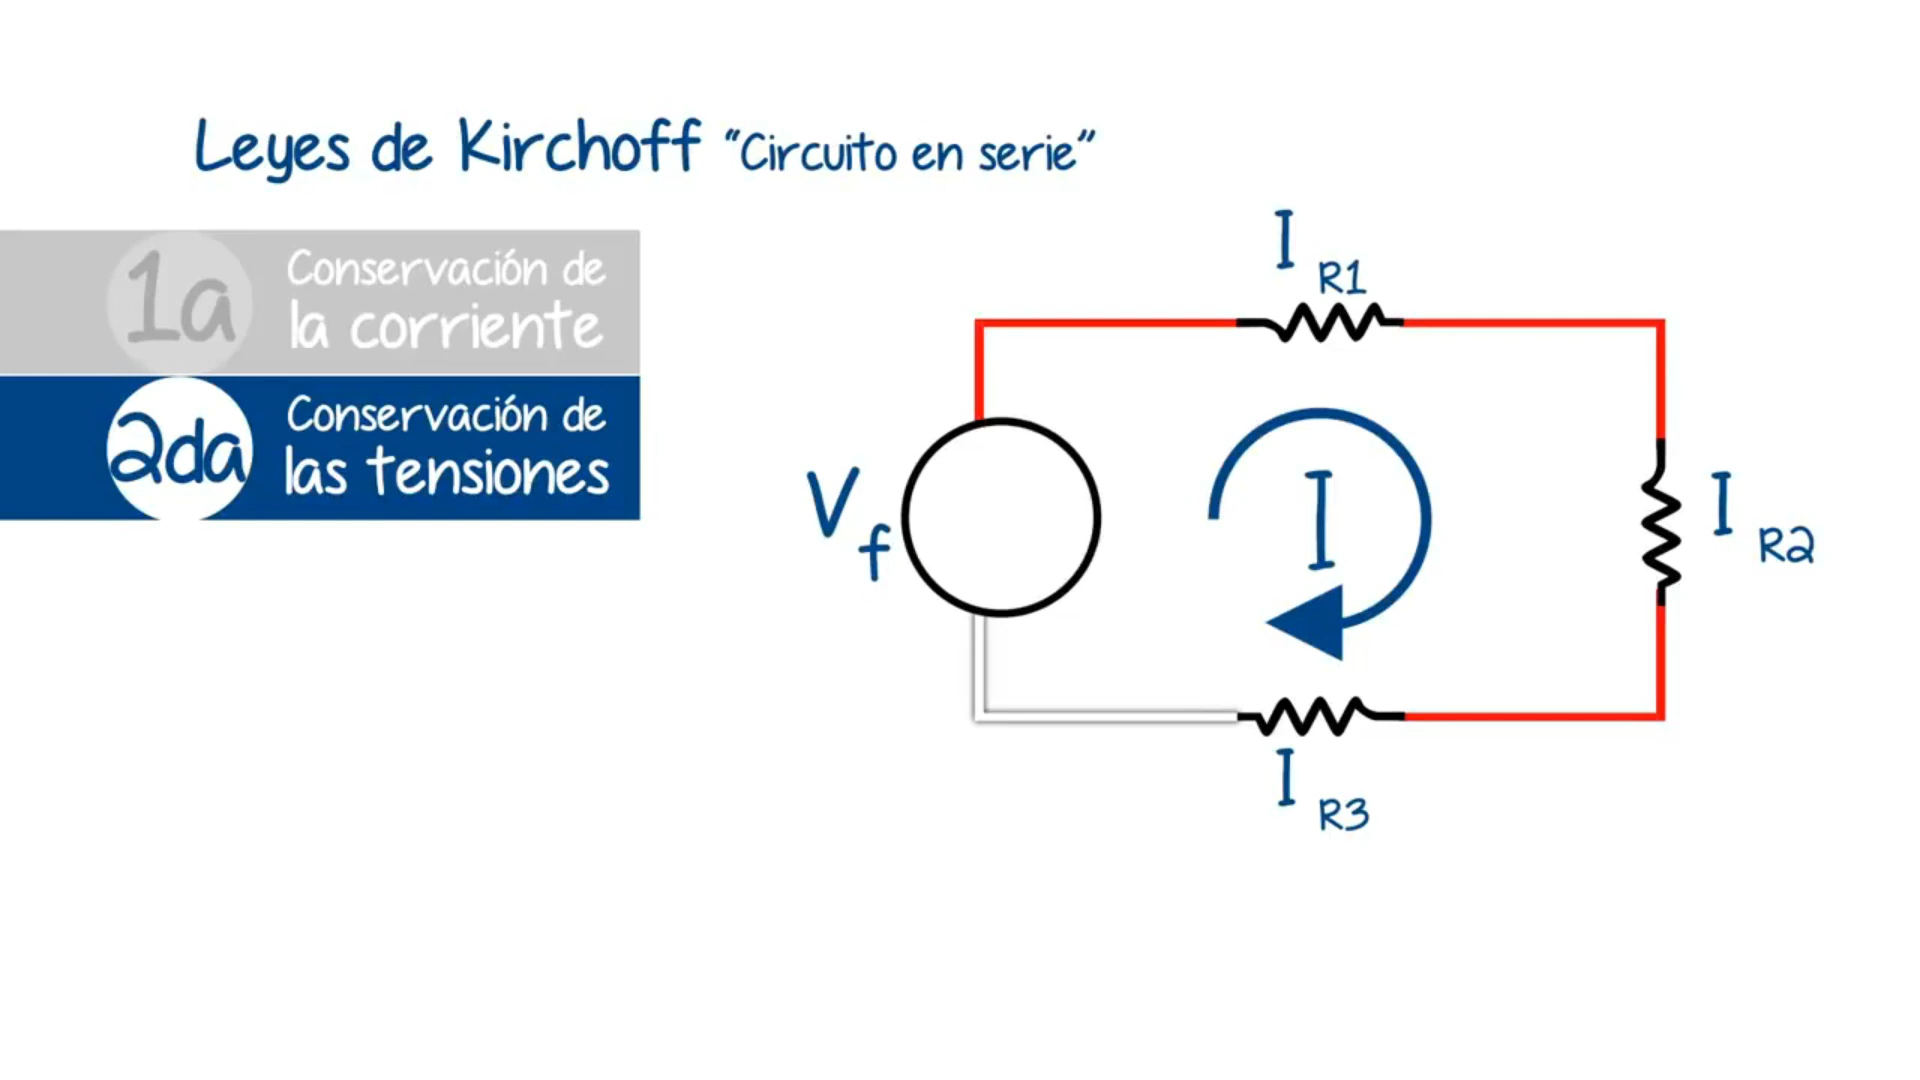 Leyes de Kirchoff “Circuito en serie”
1a
Conservación de
la corriente
2da
Conservación de
las tensiones
I R1
V f
I
I R2
I R3